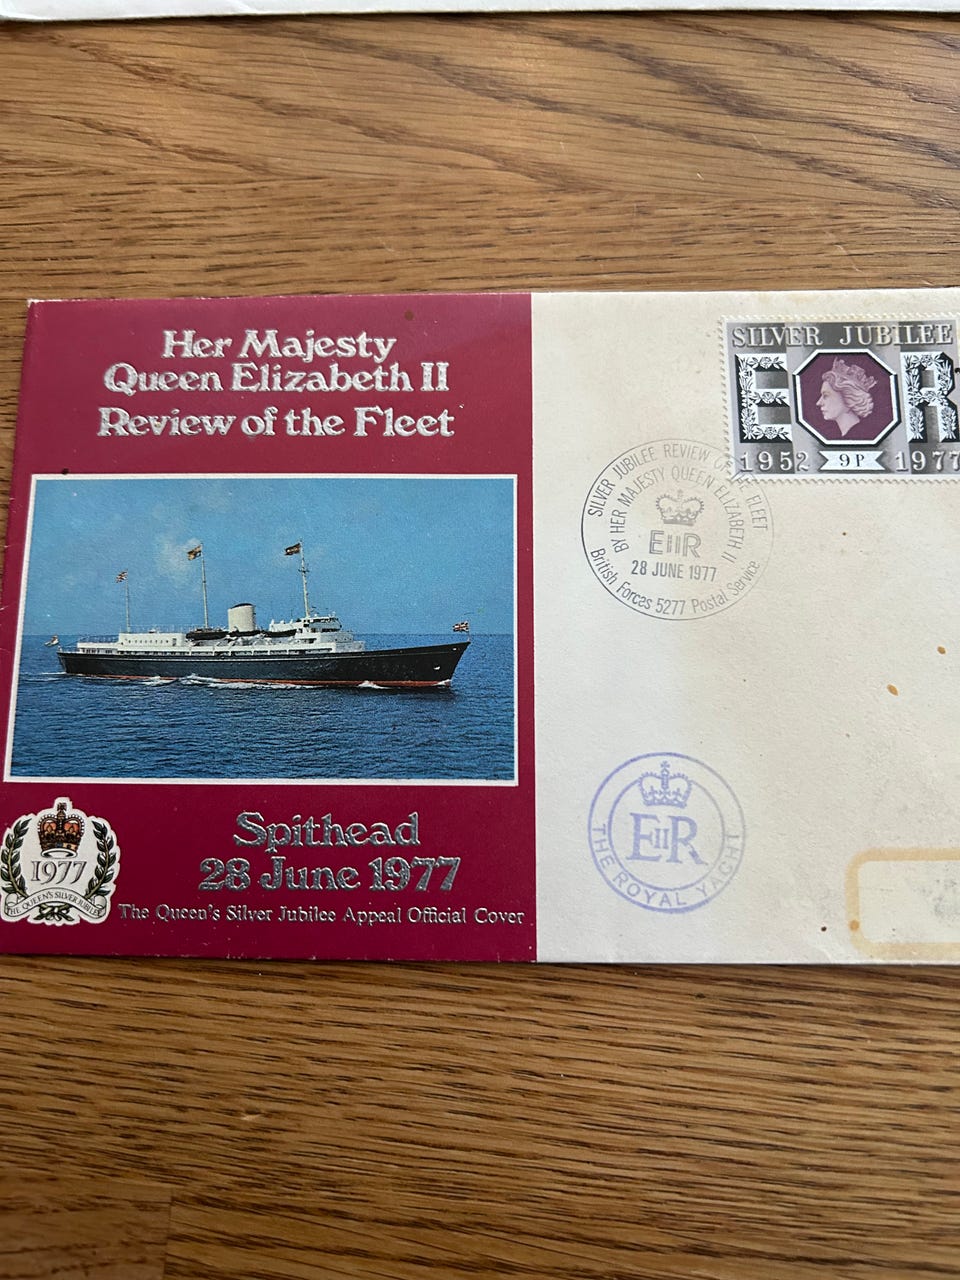 Her Majesty
Queen Elizabeth II
Review of the Fleet
Spithead
28 June 1977
The Queen's Silver Jubilee Appeal Official Cover
1977
THE QUEEN'S SILVER JUBILEE
SILVER JUBILEE
E R
1952 9P 1977
SILVER JUBILEE REVIEW OF THE FLEET
BY HER MAJESTY QUEEN ELIZABETH II
EIIR
28 JUNE 1977
British Forces 5277 Postal Service
EIIR
THE ROYAL YACHT